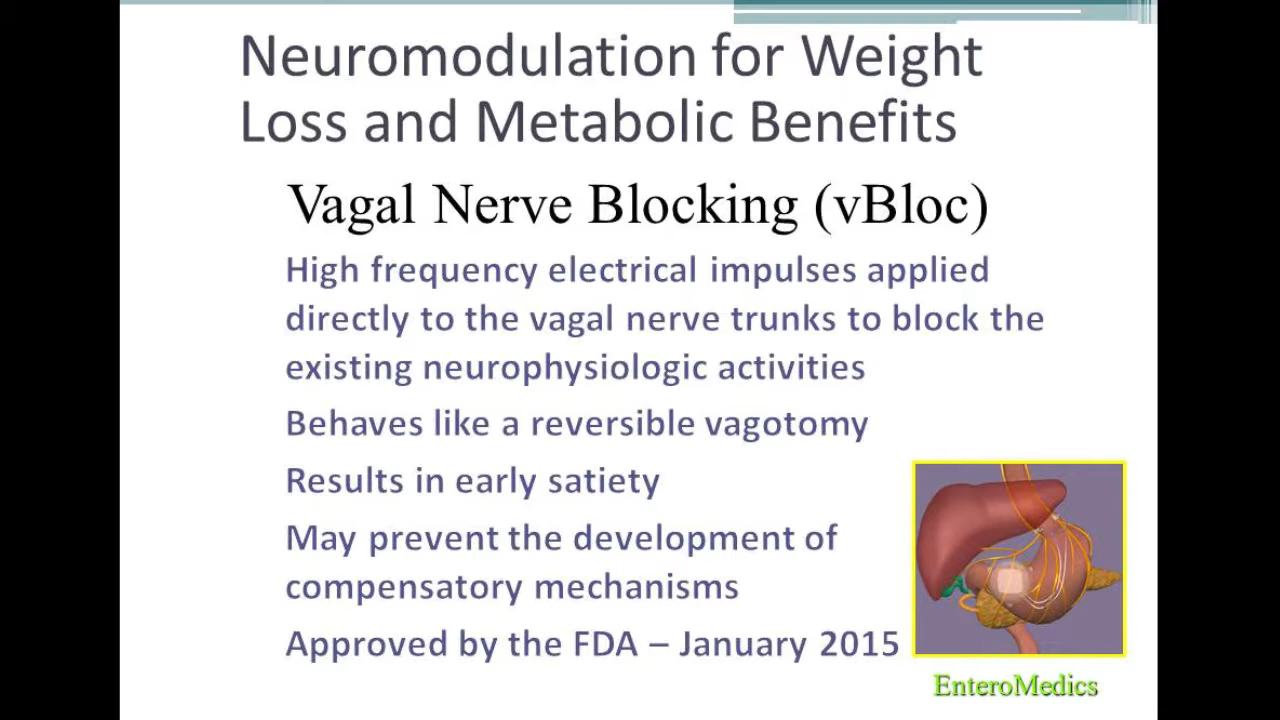 Neuromodulation for Weight
Loss and Metabolic Benefits
Vagal Nerve Blocking (vBloc)
High frequency electrical impulses applied
directly to the vagal nerve trunks to block the
existing neurophysiologic activities
Behaves like a reversible vagotomy
Results in early satiety
May prevent the development of
compensatory mechanisms
Approved by the FDA – January 2015
EnteroMedics